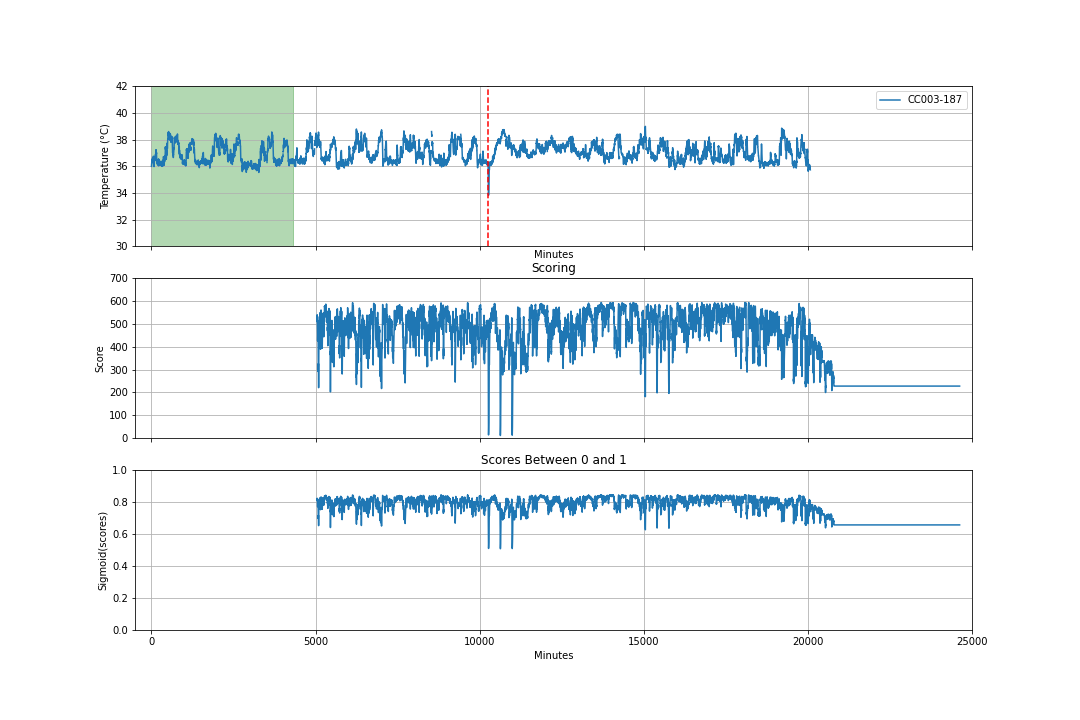 42
40
38
36
34
32
30
Temperature (°C)
CC003-187
Minutes
Scoring
700
600
500
400
300
200
100
0
Score
Scores Between 0 and 1
1.0
0.8
0.6
0.4
0.2
0.0
Sigmoid(scores)
0 5000 10000 15000 20000 25000
Minutes